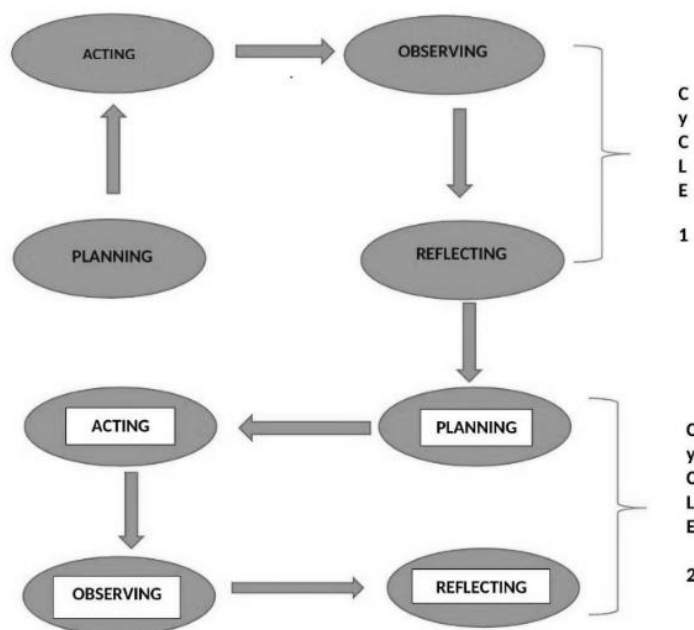 ACTING
OBSERVING
PLANNING
REFLECTING
C
y
C
L
E
1
ACTING
PLANNING
OBSERVING
REFLECTING
C
y
C
L
E
2